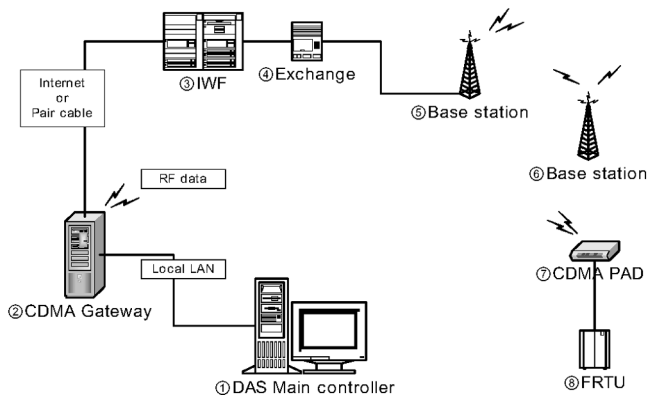 ③IWF
④Exchange
Internet
or
Pair cable
⑤Base station
⑥Base station
RF data
Local LAN
②CDMA Gateway
⑦CDMA PAD
①DAS Main controller
⑧FRTU